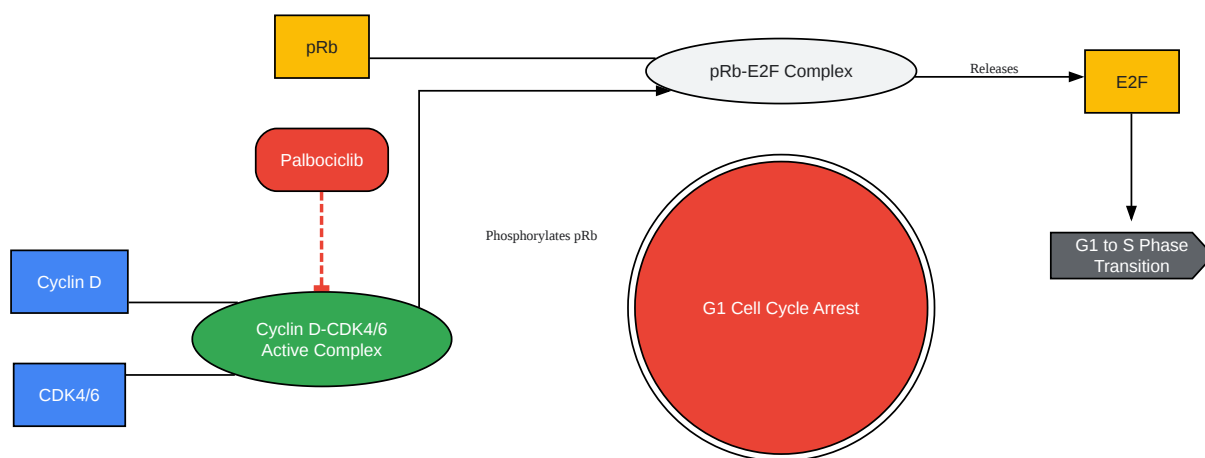 pRb
pRb-E2F Complex
Releases
E2F
Palbociclib
Phosphorylates pRb
G1 to S Phase
Transition
Cyclin D
Cyclin D-CDK4/6
Active Complex
G1 Cell Cycle Arrest
CDK4/6